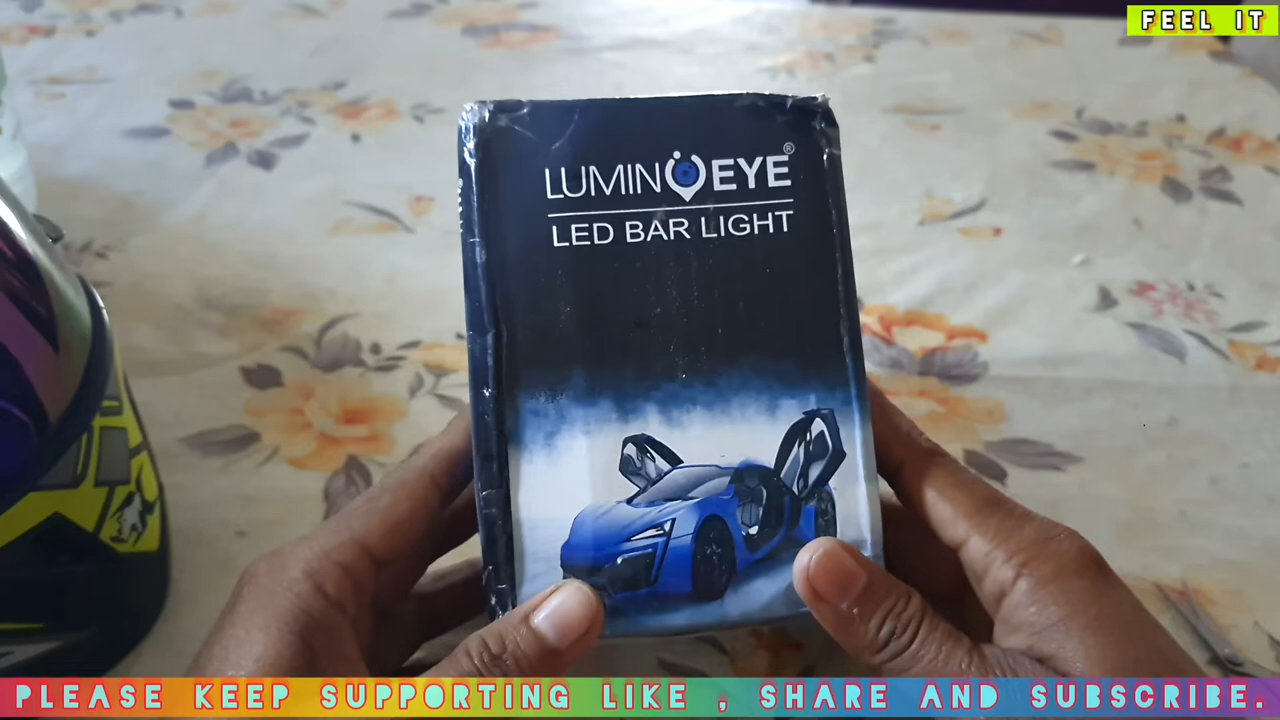 FEEL IT
LUMINOEYE®
LED BAR LIGHT
PLEASE KEEP SUPPORTING LIKE , SHARE AND SUBSCRIBE.